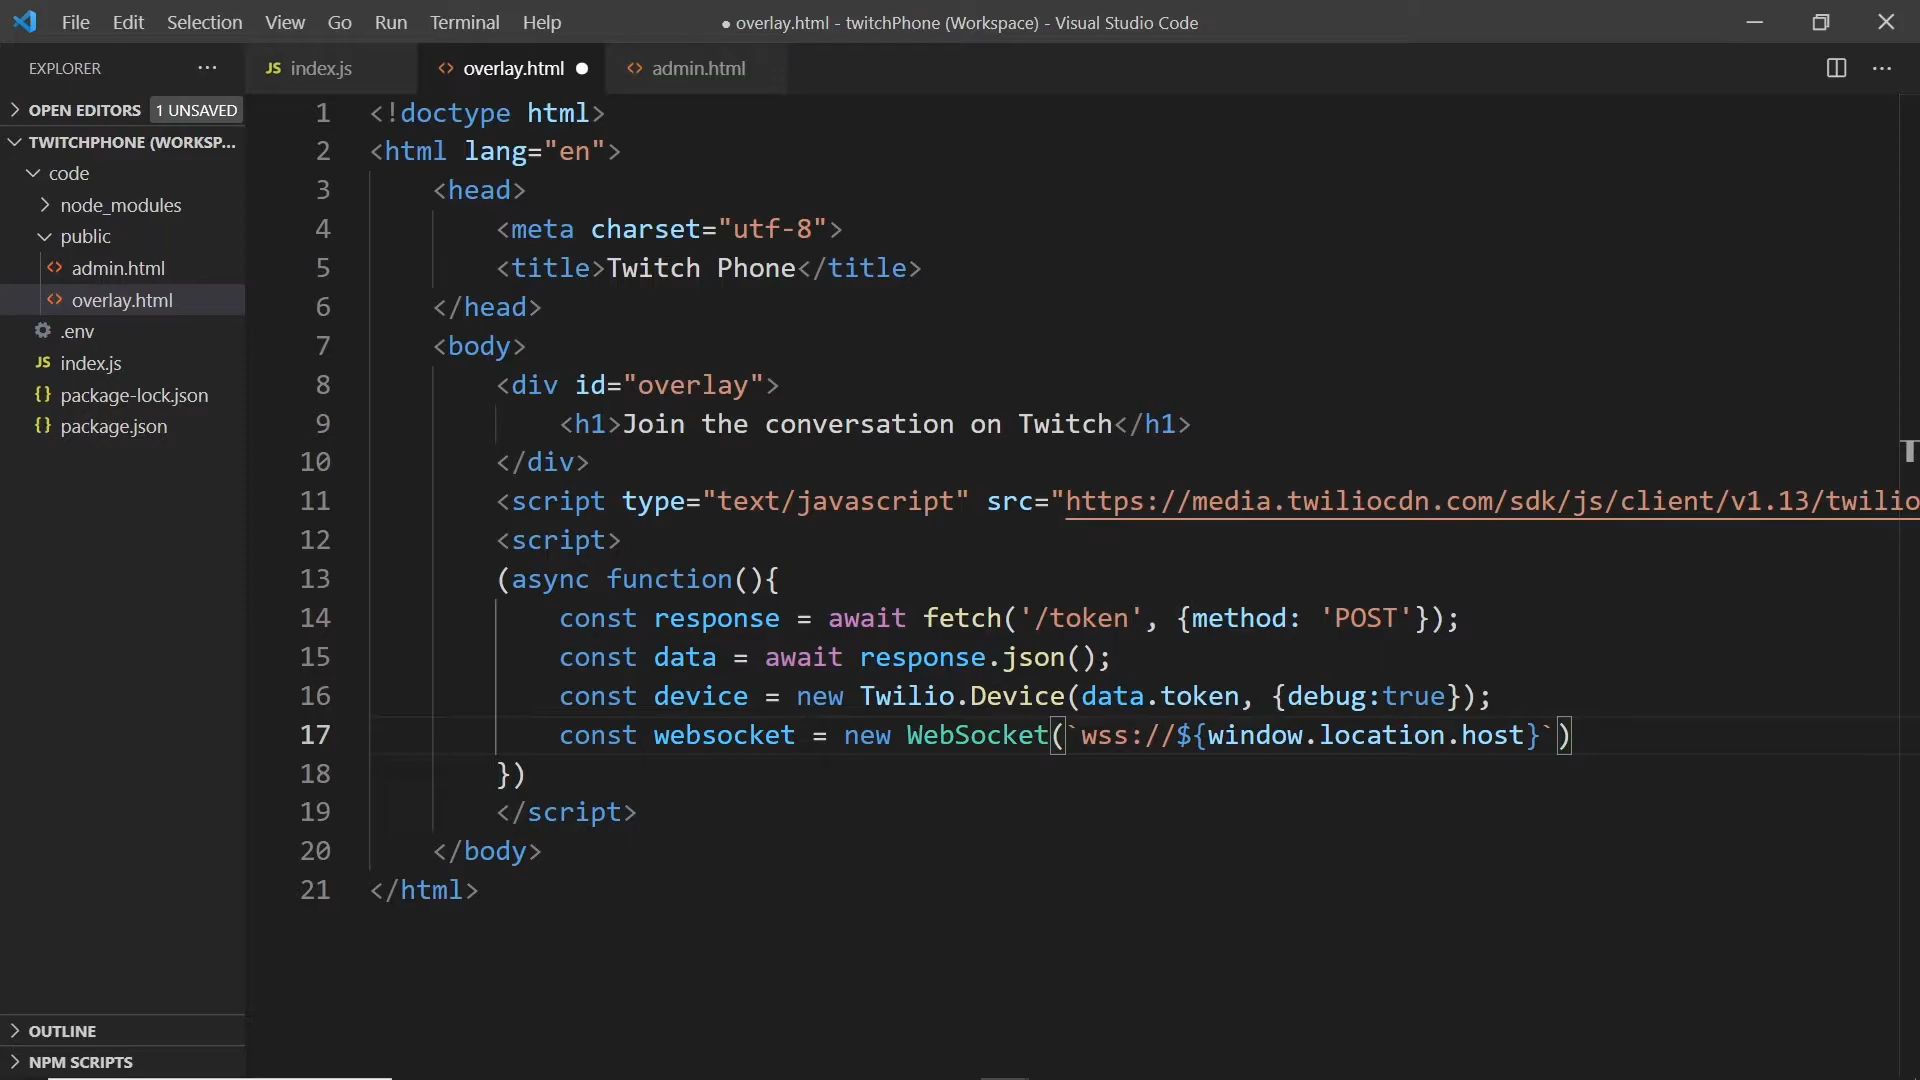 File Edit Selection View Go Run Terminal Help
● overlay.html - twitchPhone (Workspace) - Visual Studio Code
EXPLORER ···
JS index.js
<> overlay.html ●
<> admin.html
OPEN EDITORS 1 UNSAVED
TWITCHPHONE (WORKSP...
code
node_modules
public
<> admin.html
<> overlay.html
.env
JS index.js
{} package-lock.json
{} package.json
OUTLINE
NPM SCRIPTS
1 <!doctype html>
2 <html lang="en">
3 <head>
4 <meta charset="utf-8">
5 <title>Twitch Phone</title>
6 </head>
7 <body>
8 <div id="overlay">
9 <h1>Join the conversation on Twitch</h1>
10 </div>
11 <script type="text/javascript" src="https://media.twiliocdn.com/sdk/js/client/v1.13/twilio
12 <script>
13 (async function(){
14 const response = await fetch('/token', {method: 'POST'});
15 const data = await response.json();
16 const device = new Twilio.Device(data.token, {debug:true});
17 const websocket = new WebSocket(`wss://${window.location.host}`)
18 })
19 </script>
20 </body>
21 </html>